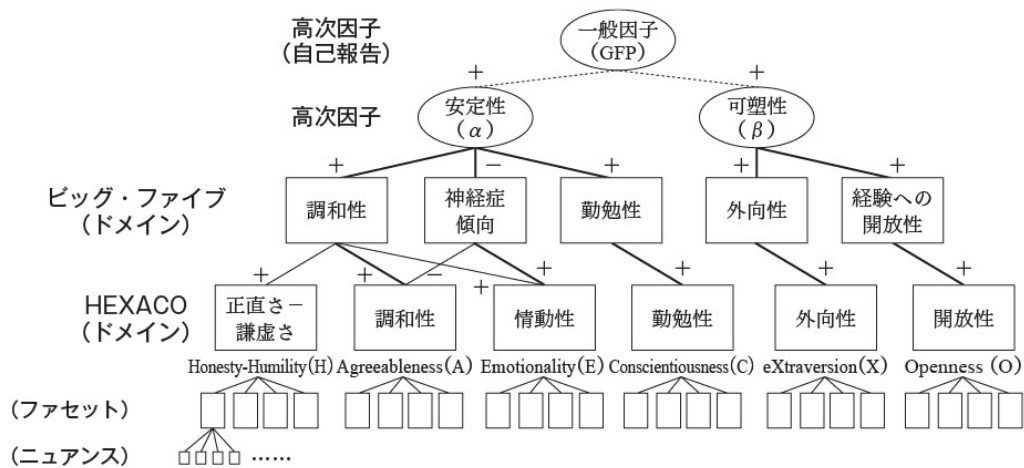 高次因子
(自己報告)
一般因子
(GFP)
+
+
高次因子
安定性
(α)
可塑性
(β)
+
−
+
+
+
ビッグ・ファイブ
(ドメイン)
調和性
神経症
傾向
勤勉性
外向性
経験への
開放性
+
+
−
+
+
+
+
+
HEXACO
(ドメイン)
正直さ−
謙虚さ
調和性
情動性
勤勉性
外向性
開放性
Honesty-Humility(H)
Agreeableness(A)
Emotionality(E)
Conscientiousness(C)
eXtraversion(X)
Openness (O)
(ファセット)
(ニュアンス)
……